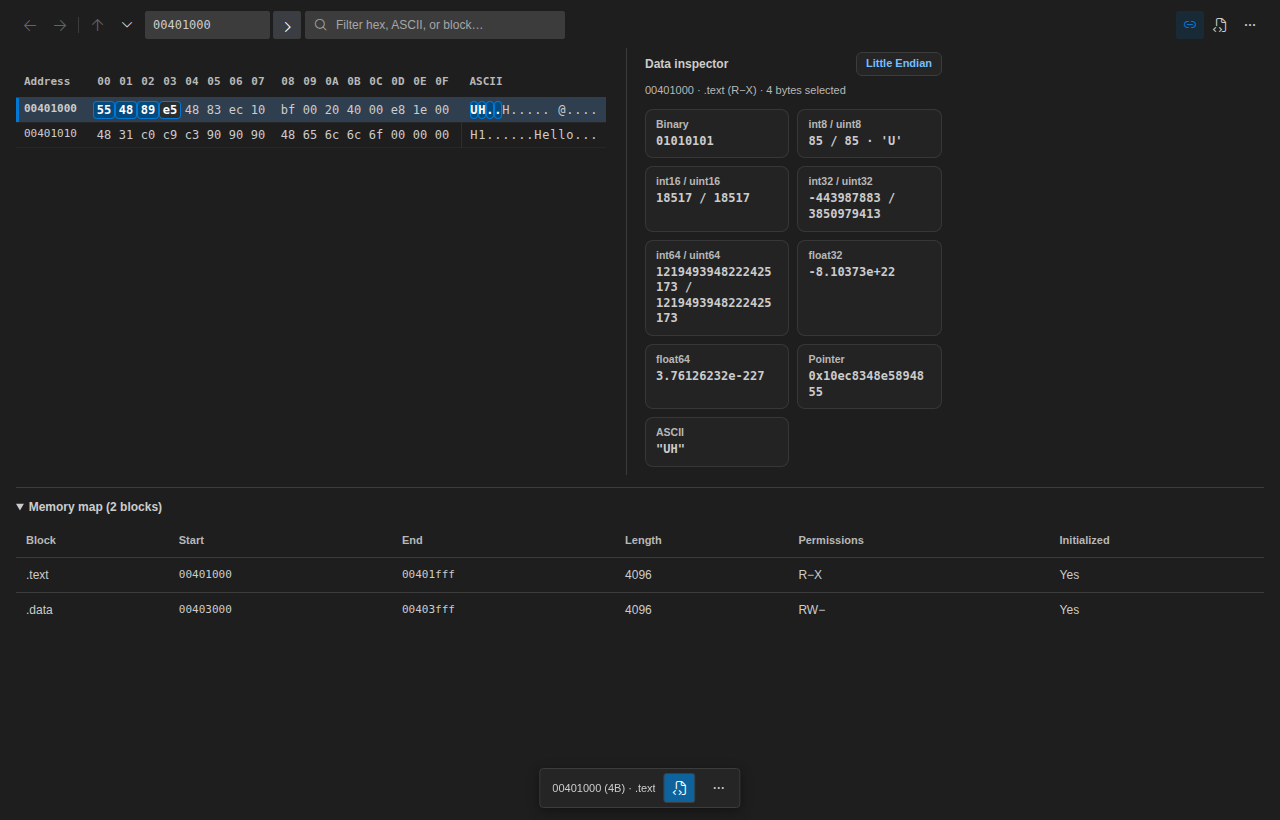 00401000
Filter hex, ASCII, or block…
Address 00 01 02 03 04 05 06 07 08 09 0A 0B 0C 0D 0E 0F ASCII
00401000 55 48 89 e5 48 83 ec 10 bf 00 20 40 00 e8 1e 00 UH..H..... @....
00401010 48 31 c0 c9 c3 90 90 90 48 65 6c 6c 6f 00 00 00 H1......Hello...
Data inspector
Little Endian
00401000 · .text (R−X) · 4 bytes selected
Binary
01010101
int8 / uint8
85 / 85 · 'U'
int16 / uint16
18517 / 18517
int32 / uint32
-443987883 /
3850979413
int64 / uint64
1219493948222425
173 /
1219493948222425
173
float32
-8.10373e+22
float64
3.76126232e-227
Pointer
0x10ec8348e58948
55
ASCII
"UH"
Memory map (2 blocks)
Block Start End Length Permissions Initialized
.text 00401000 00401fff 4096 R−X Yes
.data 00403000 00403fff 4096 RW− Yes
00401000 (4B) · .text